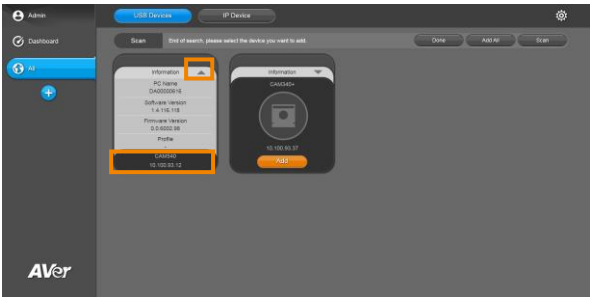 Admin
USB Devices
IP Device
Dashboard
Scan
End of search, please select the device you want to add.
Done
Add All
Scan
All
Information
PC Name
DA00000616
Software Version
1.4.116.118
Firmware Version
0.0.6002.98
Profile
-
CAM540
10.100.93.12
Information
CAM340+
10.100.93.37
Add
AVer